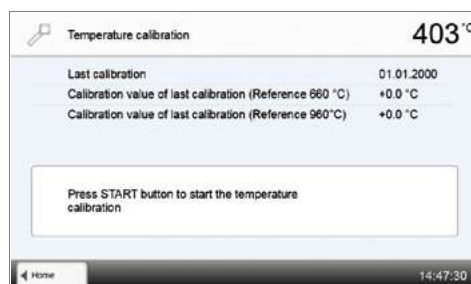 Temperature calibration 403 °C
Last calibration 01.01.2000
Calibration value of last calibration (Reference 660 °C) +0.0 °C
Calibration value of last calibration (Reference 960°C) +0.0 °C
Press START button to start the temperature
calibration
Home 14:47:30